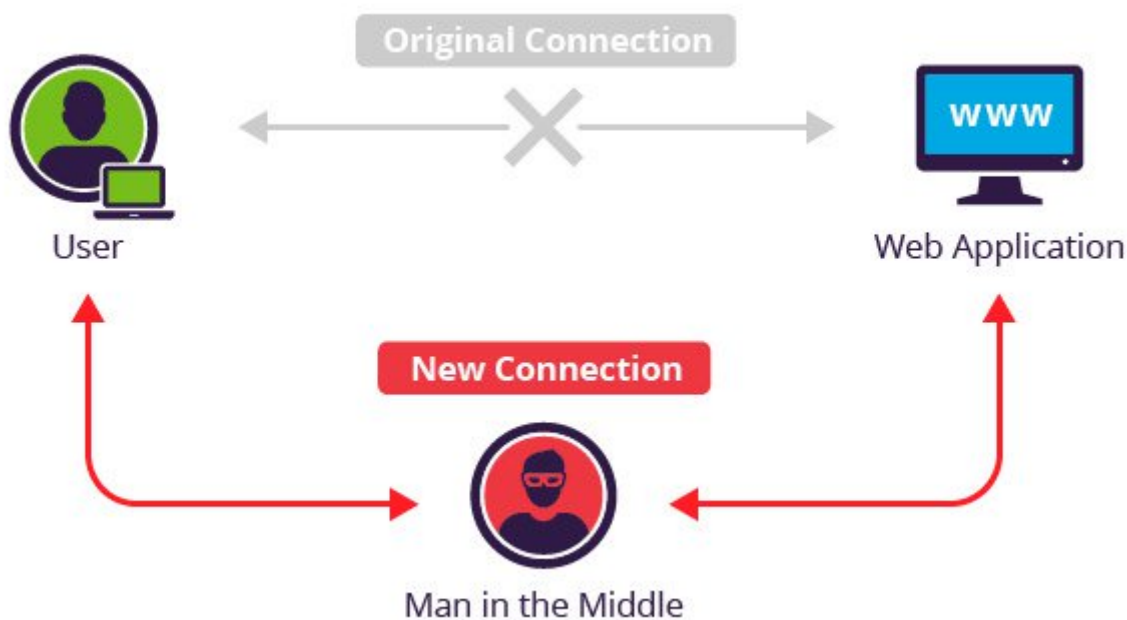 Original Connection
www
User
Web Application
New Connection
Man in the Middle